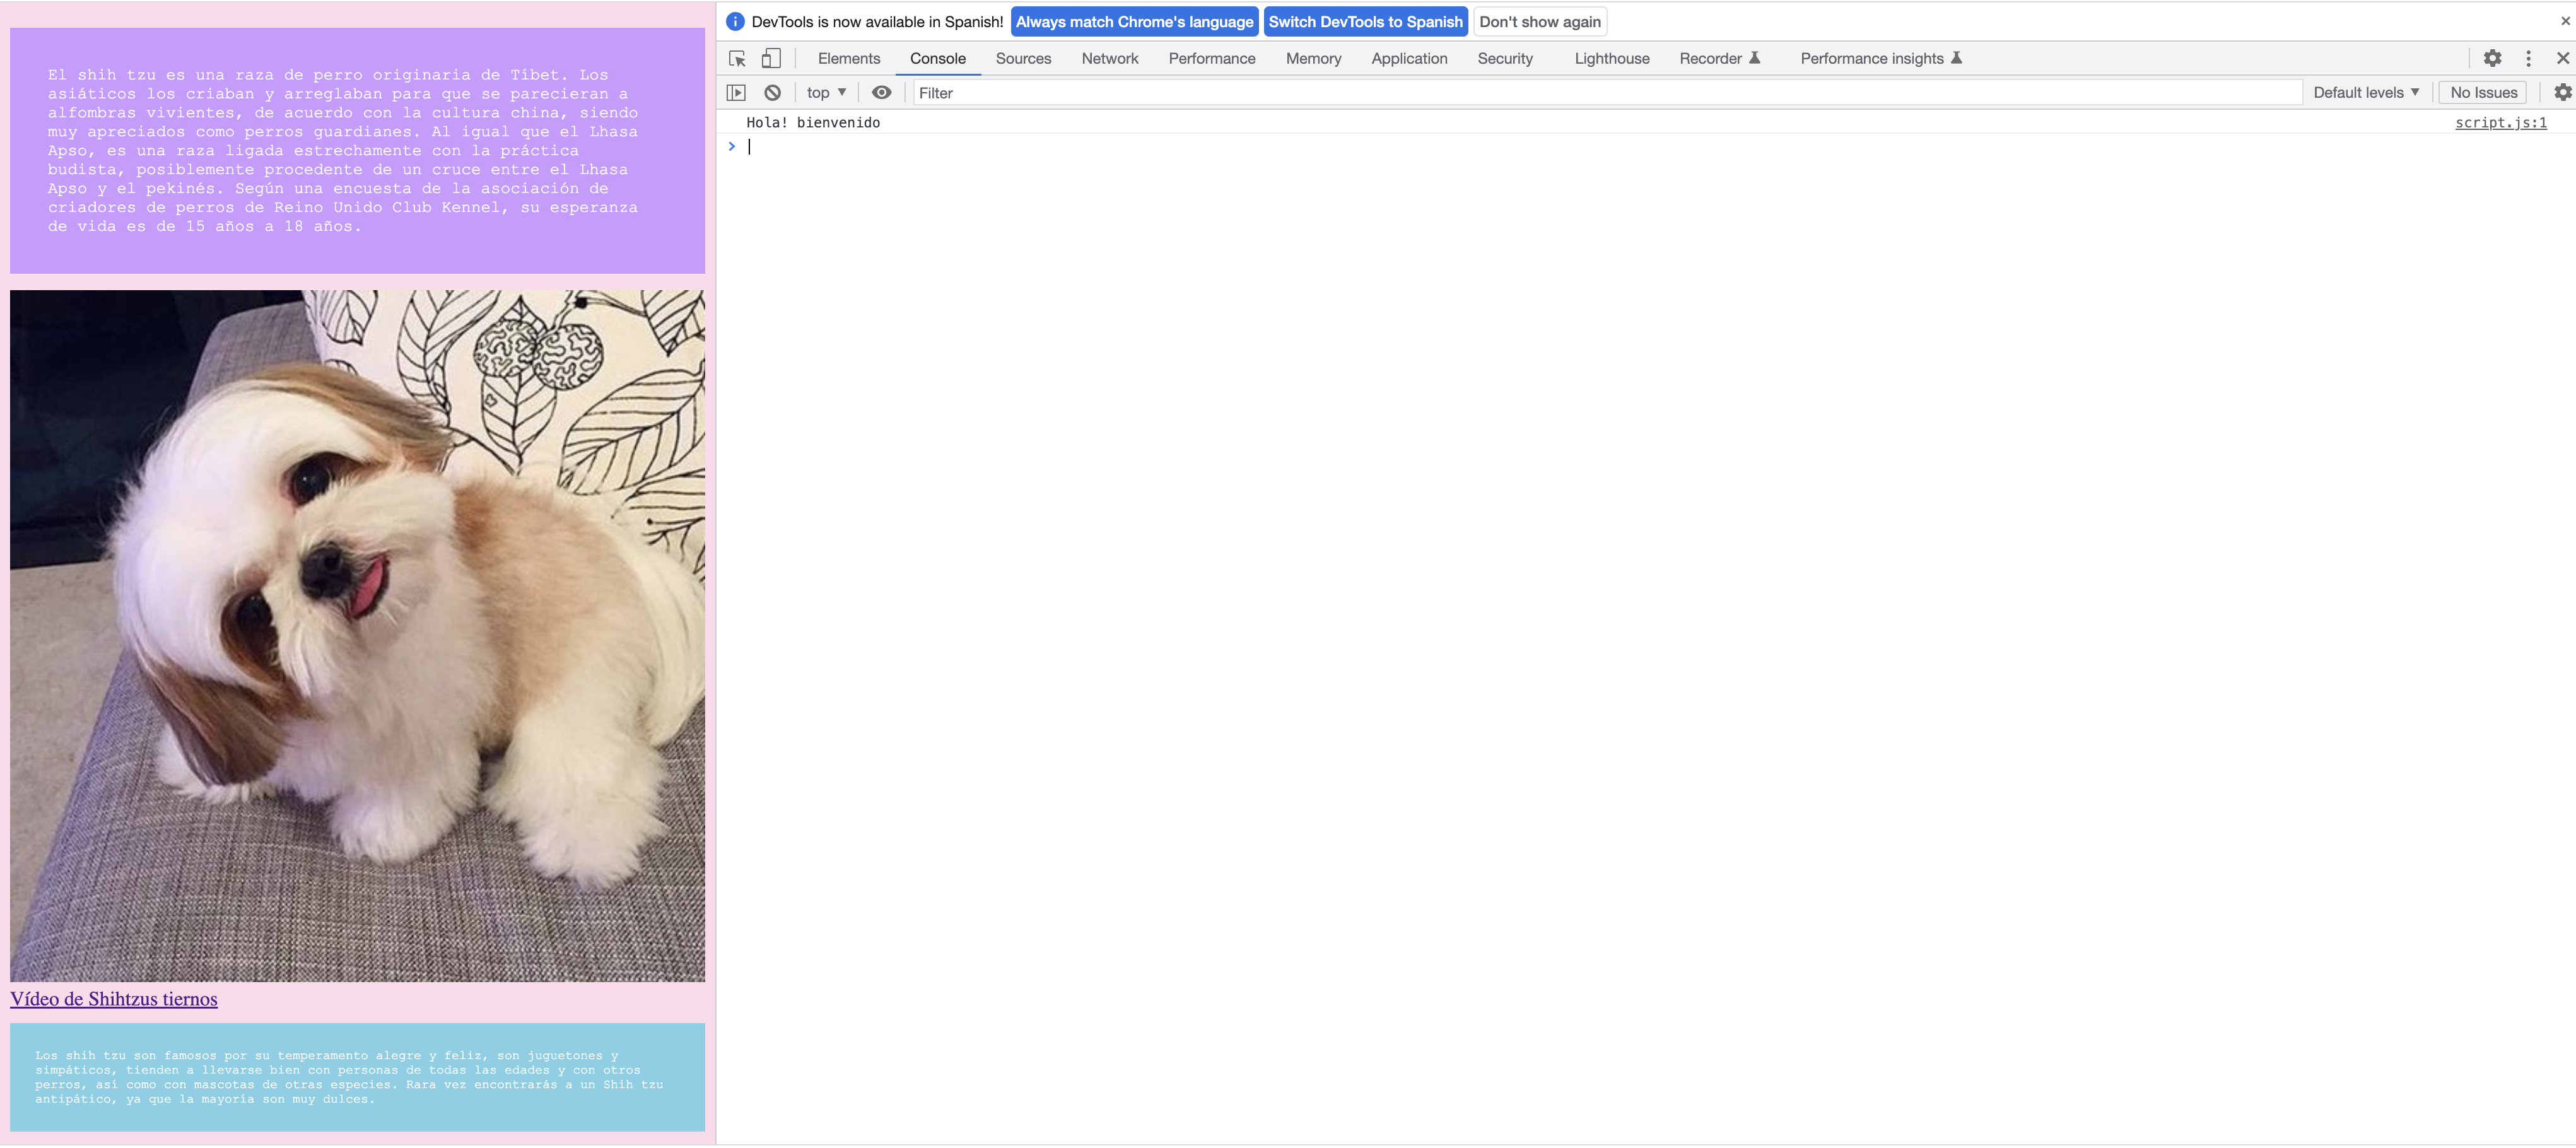 El shih tzu es una raza de perro originaria de Tíbet. Los
asiáticos los criaban y arreglaban para que se parecieran a
alfombras vivientes, de acuerdo con la cultura china, siendo
muy apreciados como perros guardianes. Al igual que el Lhasa
Apso, es una raza ligada estrechamente con la práctica
budista, posiblemente procedente de un cruce entre el Lhasa
Apso y el pekinés. Según una encuesta de la asociación de
criadores de perros de Reino Unido Club Kennel, su esperanza
de vida es de 15 años a 18 años.
Vídeo de Shihtzus tiernos
Los shih tzu son famosos por su temperamento alegre y feliz, son juguetones y
simpáticos, tienden a llevarse bien con personas de todas las edades y con otros
perros, así como con mascotas de otras especies. Rara vez encontrarás a un Shih tzu
antipático, ya que la mayoría son muy dulces.
DevTools is now available in Spanish! Always match Chrome's language Switch DevTools to Spanish Don't show again
Elements Console Sources Network Performance Memory Application Security Lighthouse Recorder Performance insights
top Filter Default levels No Issues
Hola! bienvenido script.js:1